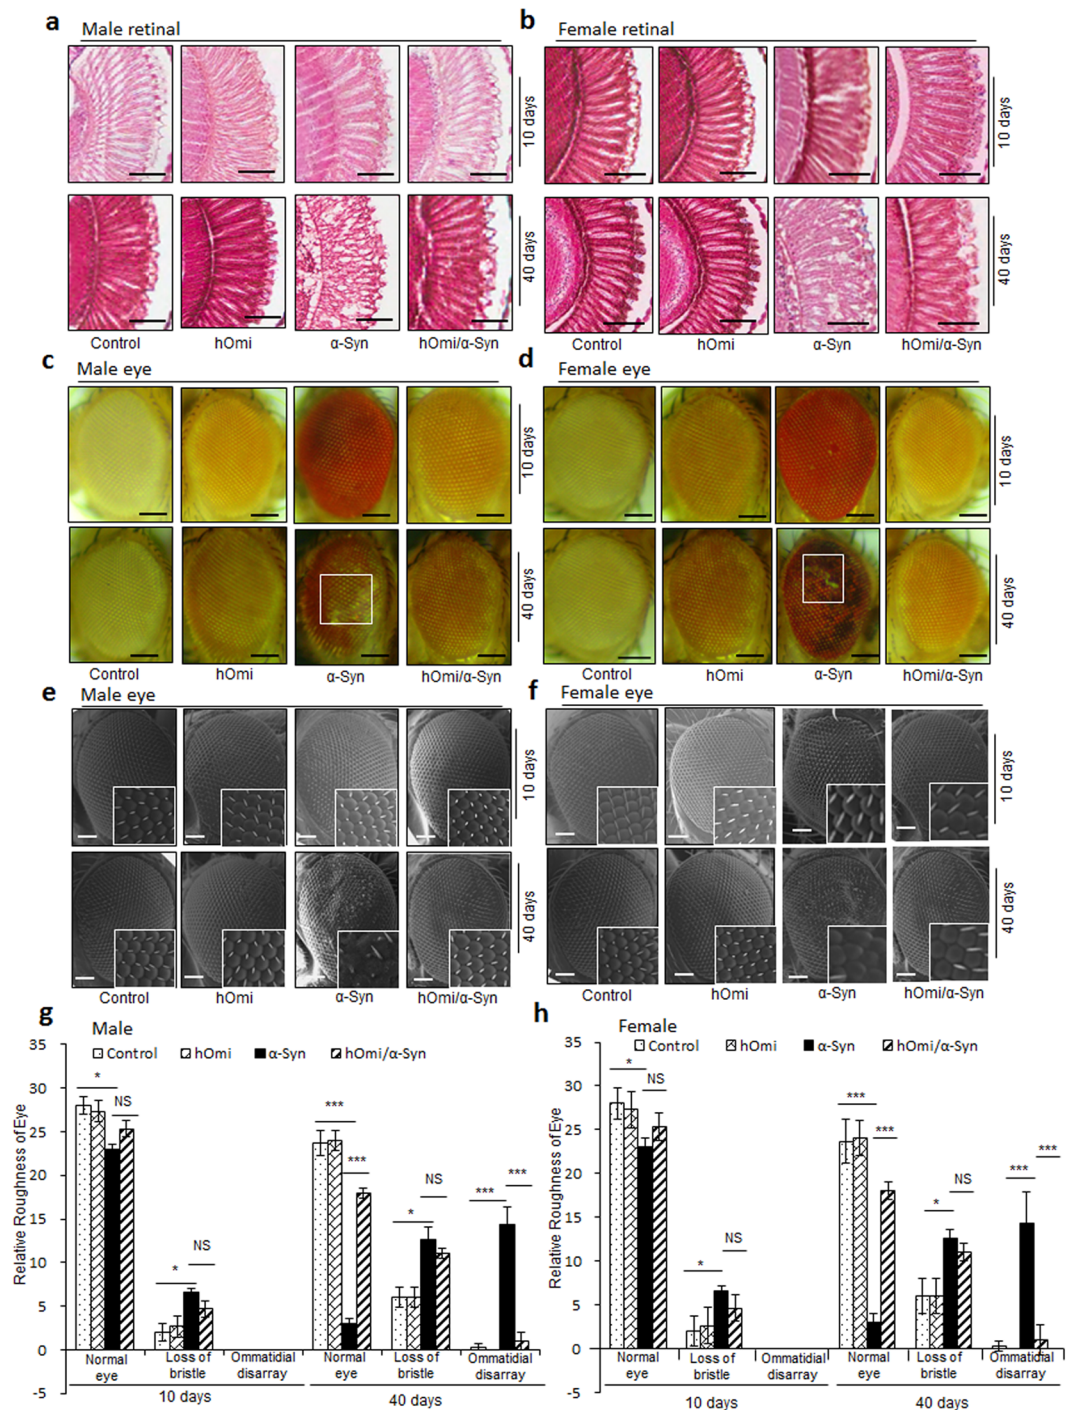 a Male retinal
b Female retinal
10 days
10 days
40 days
40 days
Control hOmi α-Syn hOmi/α-Syn
Control hOmi α-Syn hOmi/α-Syn
c Male eye
d Female eye
10 days
10 days
40 days
40 days
Control hOmi α-Syn hOmi/α-Syn
Control hOmi α-Syn hOmi/α-Syn
e Male eye
f Female eye
10 days
10 days
40 days
40 days
Control hOmi α-Syn hOmi/α-Syn
Control hOmi α-Syn hOmi/α-Syn
g Male
Control hOmi α-Syn hOmi/α-Syn
Relative Roughness of Eye
35
30
25
20
15
10
5
0
-5
* NS
* NS
*** ***
* NS
*** ***
Normal eye Loss of bristle Ommatidial disarray Normal eye Loss of bristle Ommatidial disarray
10 days 40 days
h Female
Control hOmi α-Syn hOmi/α-Syn
Relative Roughness of Eye
35
30
25
20
15
10
5
0
-5
* NS
* NS
*** ***
* NS
*** ***
Normal eye Loss of bristle Ommatidial disarray Normal eye Loss of bristle Ommatidial disarray
10 days 40 days